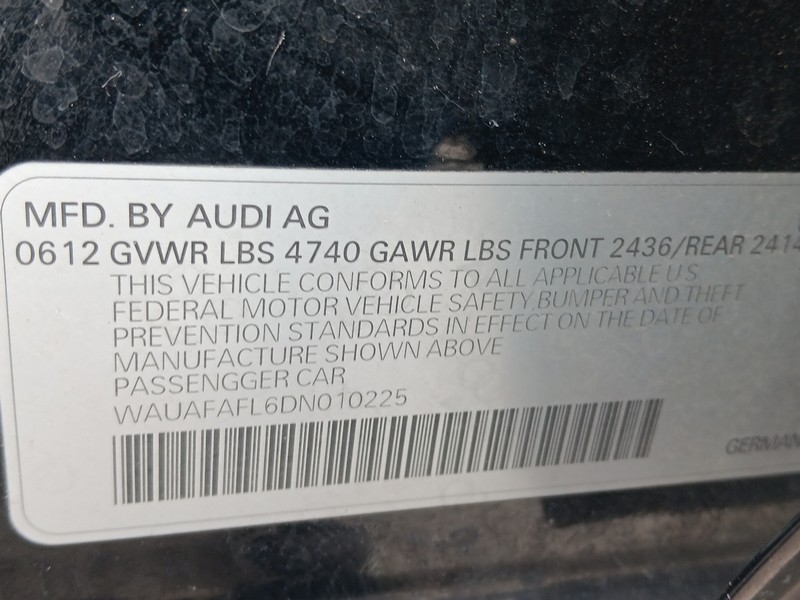 MFD. BY AUDI AG
0612 GVWR LBS 4740 GAWR LBS FRONT 2436/REAR 2414
THIS VEHICLE CONFORMS TO ALL APPLICABLE U S
FEDERAL MOTOR VEHICLE SAFETY, BUMPER AND THEFT
PREVENTION STANDARDS IN EFFECT ON THE DATE OF
MANUFACTURE SHOWN ABOVE
PASSENGGER CAR
WAUAFAFL6DN010225
GERMAN